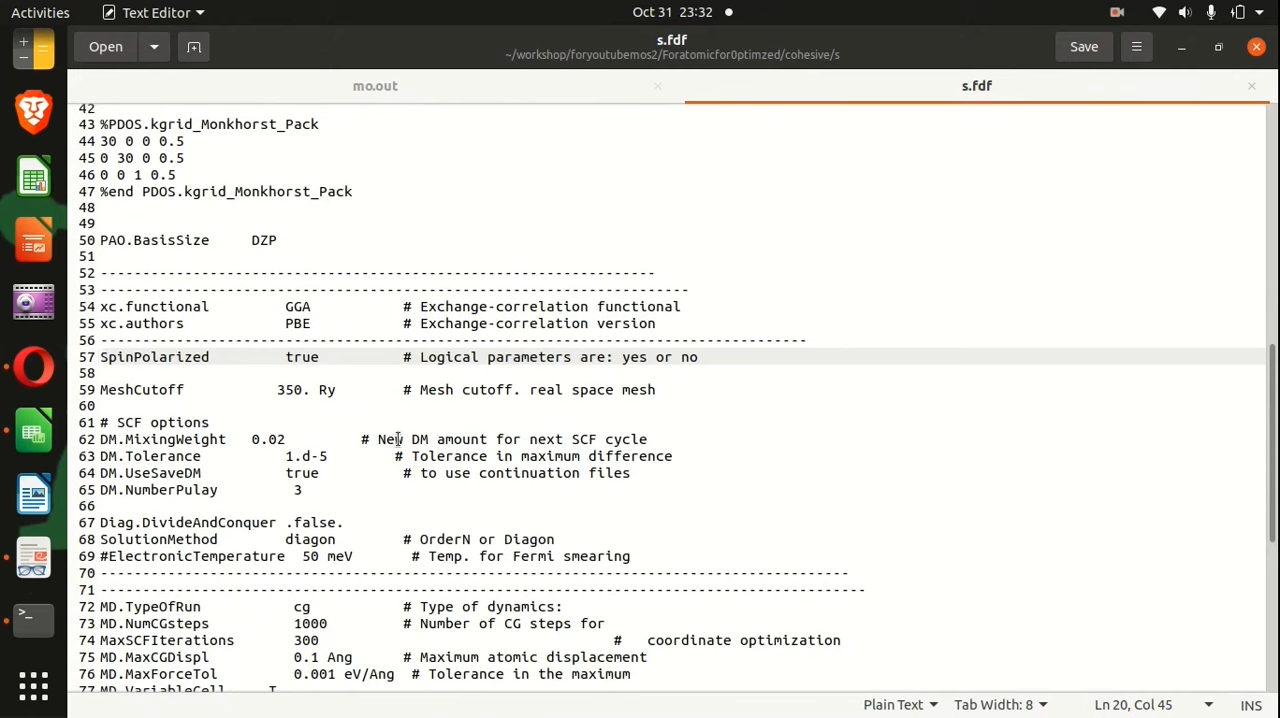 Activities
Text Editor
Oct 31 23:32
Open
s.fdf
~/workshop/foryoutubemos2/Foratomicfor0ptimzed/cohesive/s
Save
mo.out
s.fdf
42
43 %PDOS.kgrid_Monkhorst_Pack
44 30 0 0 0.5
45 0 30 0 0.5
46 0 0 1 0.5
47 %end PDOS.kgrid_Monkhorst_Pack
48
49
50 PAO.BasisSize     DZP
51
52 ------------------------------------------------------------------
53 ----------------------------------------------------------------------
54 xc.functional         GGA           # Exchange-correlation functional
55 xc.authors            PBE           # Exchange-correlation version
56 ------------------------------------------------------------------------------------
57 SpinPolarized         true          # Logical parameters are: yes or no
58
59 MeshCutoff           350. Ry        # Mesh cutoff. real space mesh
60
61 # SCF options
62 DM.MixingWeight   0.02         # New DM amount for next SCF cycle
63 DM.Tolerance          1.d-5        # Tolerance in maximum difference
64 DM.UseSaveDM          true          # to use continuation files
65 DM.NumberPulay         3
66
67 Diag.DivideAndConquer .false.
68 SolutionMethod        diagon        # OrderN or Diagon
69 #ElectronicTemperature  50 meV       # Temp. for Fermi smearing
70 -----------------------------------------------------------------------------------------
71 -------------------------------------------------------------------------------------------
72 MD.TypeOfRun           cg           # Type of dynamics:
73 MD.NumCGsteps          1000         # Number of CG steps for
74 MaxSCFIterations       300                                   #   coordinate optimization
75 MD.MaxCGDispl          0.1 Ang      # Maximum atomic displacement
76 MD.MaxForceTol         0.001 eV/Ang  # Tolerance in the maximum
77 MD.VariableCell     T
Plain Text
Tab Width: 8
Ln 20, Col 45
INS